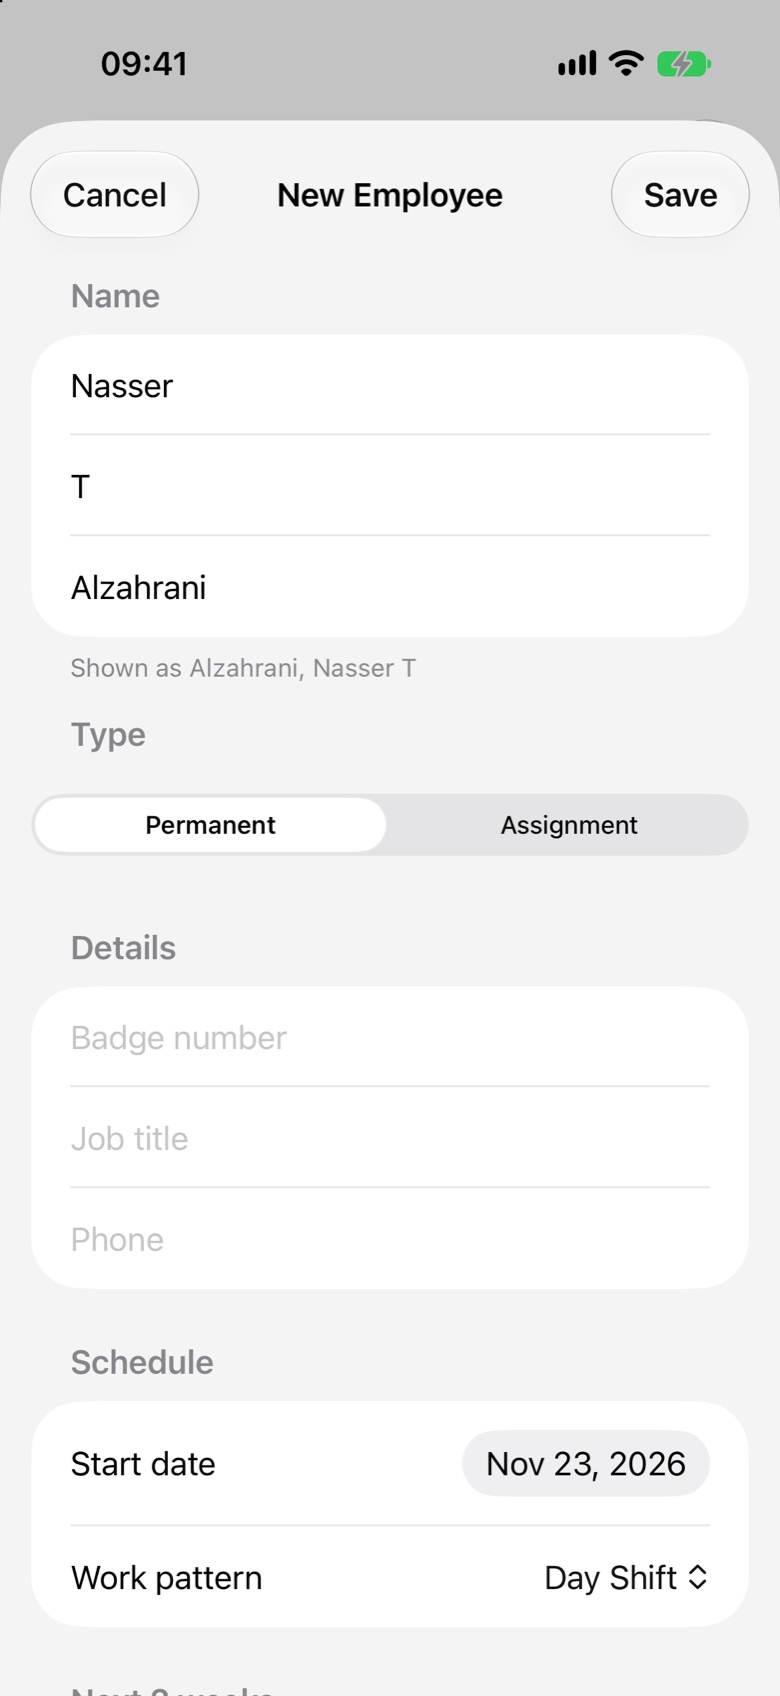 09:41
Cancel New Employee Save
Name
Nasser
T
Alzahrani
Shown as Alzahrani, Nasser T
Type
Permanent Assignment
Details
Badge number
Job title
Phone
Schedule
Start date Nov 23, 2026
Work pattern Day Shift